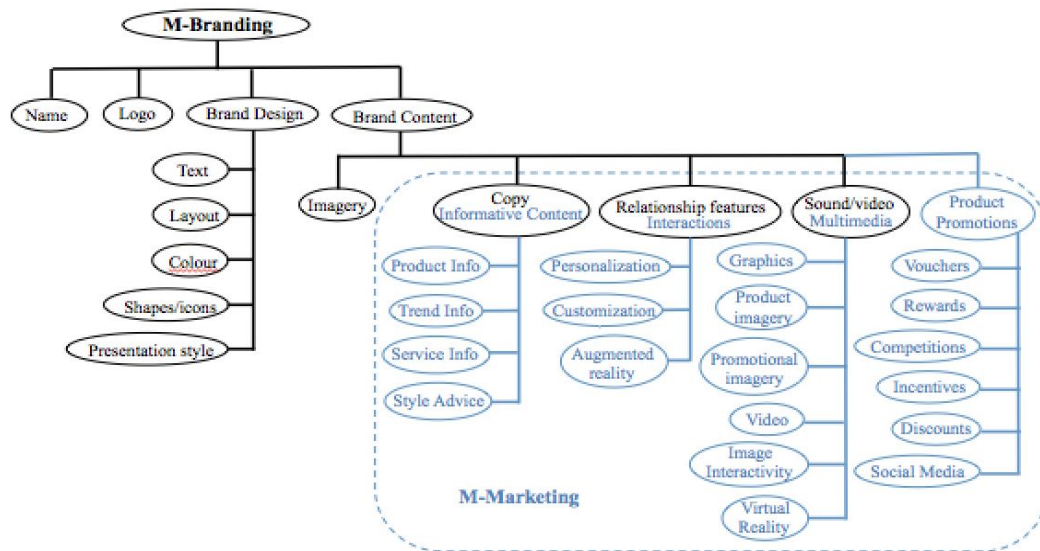 M-Branding
Name
Logo
Brand Design
Brand Content
Text
Layout
Colour
Shapes/icons
Presentation style
Imagery
Copy
Informative Content
Relationship features
Interactions
Sound/video
Multimedia
Product
Promotions
Product Info
Trend Info
Service Info
Style Advice
Personalization
Customization
Augmented
reality
Graphics
Product
imagery
Promotional
imagery
Video
Image
Interactivity
Virtual
Reality
Vouchers
Rewards
Competitions
Incentives
Discounts
Social Media
M-Marketing